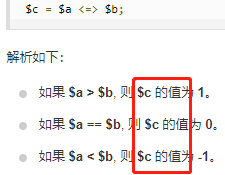 $c = $a <=> $b;
解析如下：
如果 $a > $b, 则 $c 的值为 1。
如果 $a == $b, 则 $c 的值为 0。
如果 $a < $b, 则 $c 的值为 -1。